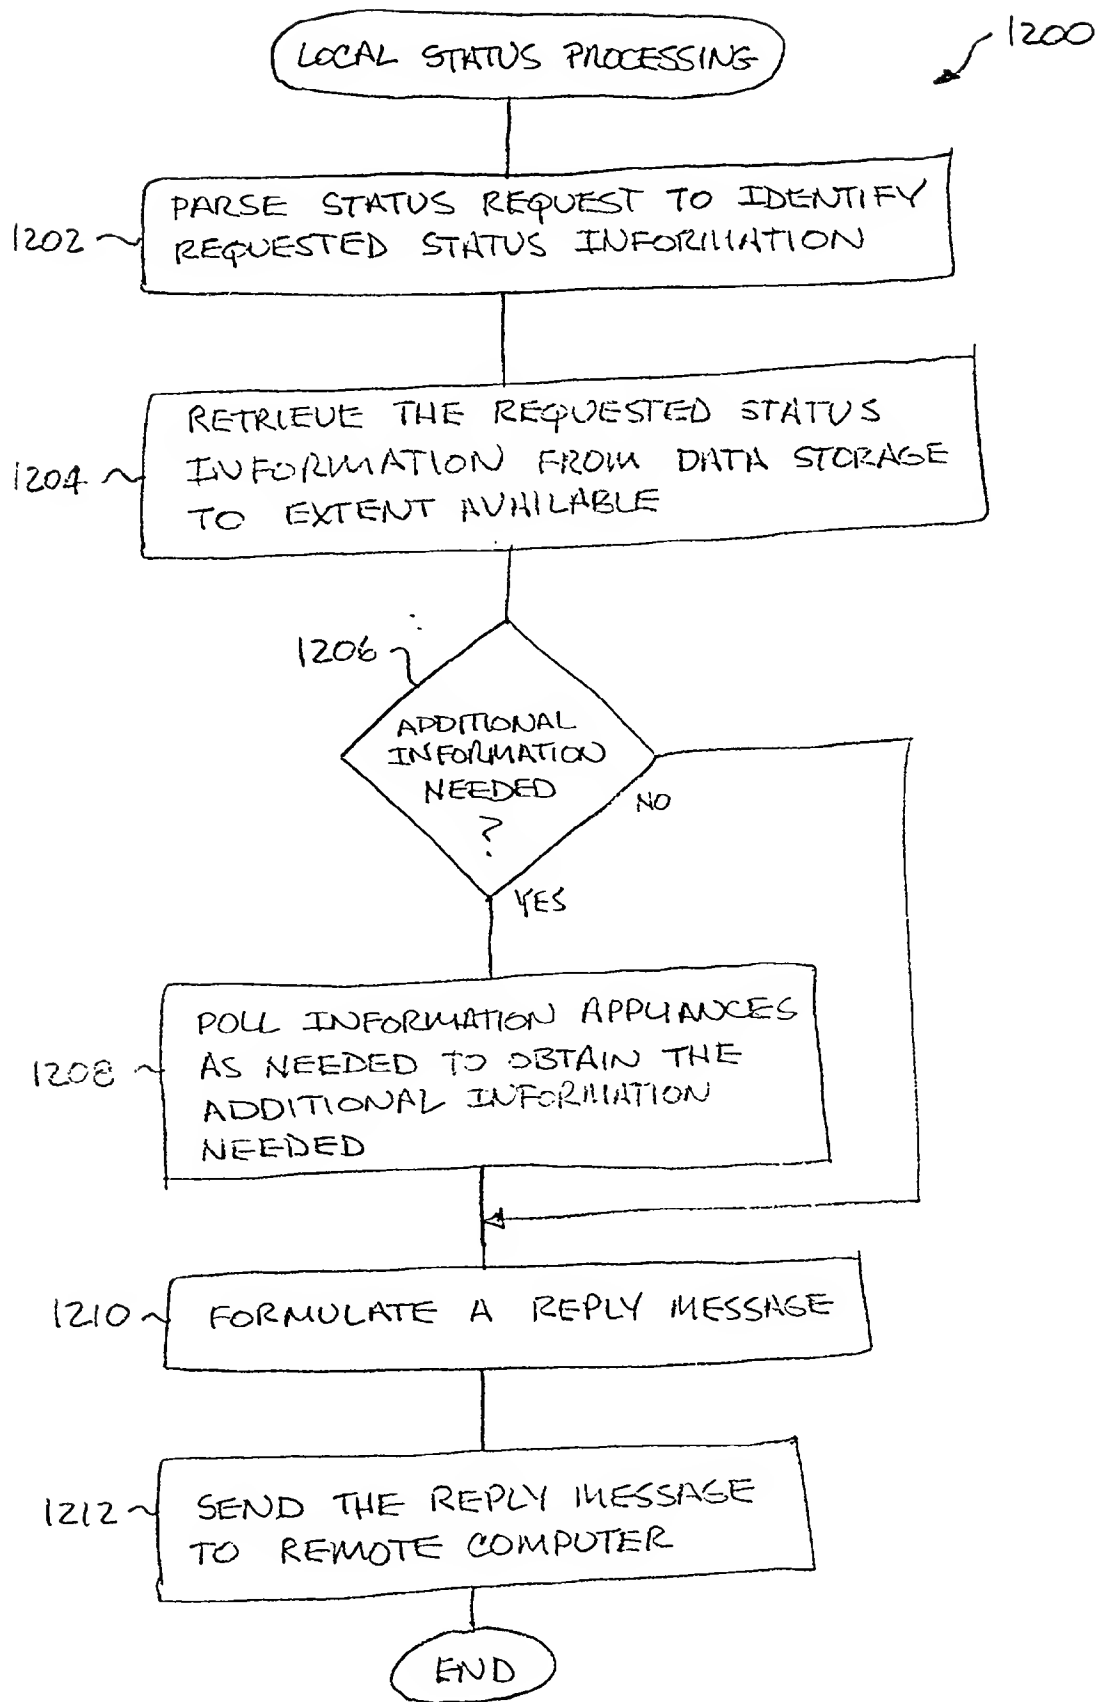 LOCAL STATUS PROCESSING
1200
PARSE STATUS REQUEST TO IDENTIFY
REQUESTED STATUS INFORMATION
1202
RETRIEVE THE REQUESTED STATUS
INFORMATION FROM DATA STORAGE
TO EXTENT AVAILABLE
1204
1206
ADDITIONAL
INFORMATION
NEEDED
?
NO
YES
POLL INFORMATION APPLIANCES
AS NEEDED TO OBTAIN THE
ADDITIONAL INFORMATION
NEEDED
1208
1210
FORMULATE A REPLY MESSAGE
1212
SEND THE REPLY MESSAGE
TO REMOTE COMPUTER
END